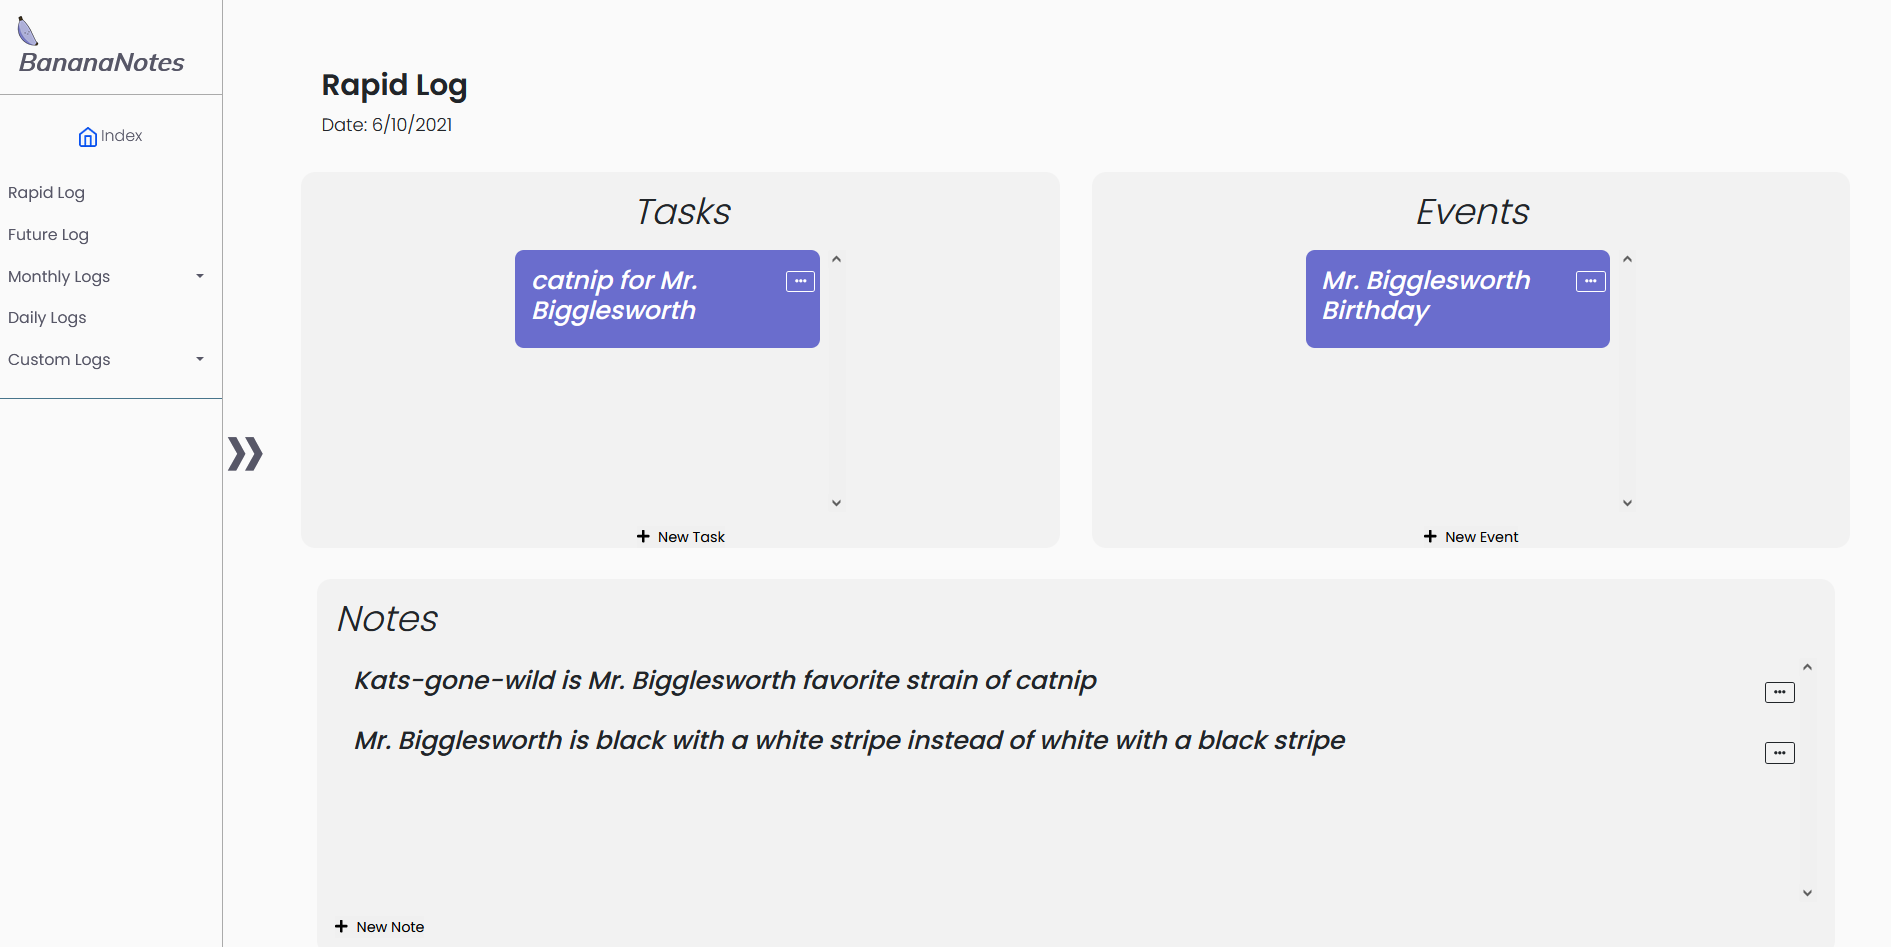 BananaNotes
Index
Rapid Log
Future Log
Monthly Logs
Daily Logs
Custom Logs
Rapid Log
Date: 6/10/2021
Tasks
catnip for Mr.
Bigglesworth
New Task
Events
Mr. Bigglesworth
Birthday
New Event
Notes
Kats-gone-wild is Mr. Bigglesworth favorite strain of catnip
Mr. Bigglesworth is black with a white stripe instead of white with a black stripe
New Note